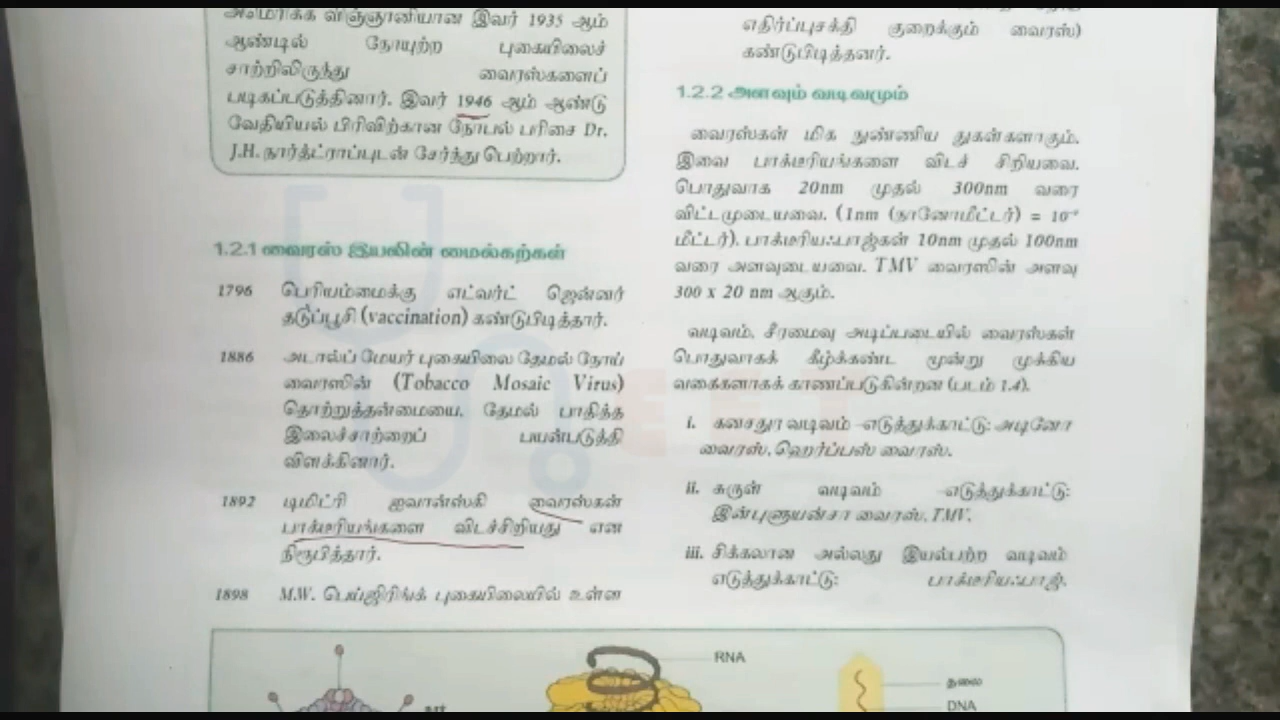 அமெரிக்க விஞ்ஞானியான இவர் 1935 ஆம்
ஆண்டில் நோயுற்ற புகையிலைச்
சாற்றிலிருந்து வைரஸ்களைப்
படிகப்படுத்தினார். இவர் 1946 ஆம் ஆண்டு
வேதியியல் பிரிவிற்கான நோபல் பரிசை Dr.
J.H. நார்த்ட்ராப்புடன் சேர்ந்து பெற்றார்.
1.2.1 வைரஸ் இயலின் மைல்கற்கள்
1796 பெரியம்மைக்கு எட்வர்ட் ஜென்னர்
தடுப்பூசி (vaccination) கண்டுபிடித்தார்.
1886 அடால்ப் மேயர் புகையிலை தேமல் நோய்
வைரஸின் (Tobacco Mosaic Virus)
தொற்றுத்தன்மையை, தேமல் பாதித்த
இலைச்சாற்றைப் பயன்படுத்தி
விளக்கினார்.
1892 டிமிட்ரி ஐவான்ஸ்கி வைரஸ்கள்
பாக்டீரியங்களை விடச்சிறியது என
நிரூபித்தார்.
1898 M.W. பெய்ஜிரிங்க் புகையிலையில் உள்ள
எதிர்ப்புசக்தி குறைக்கும் வைரஸ்)
கண்டுபிடித்தனர்.
1.2.2 அளவும் வடிவமும்
வைரஸ்கள் மிக நுண்ணிய துகள்களாகும்.
இவை பாக்டீரியங்களை விடச் சிறியவை.
பொதுவாக 20nm முதல் 300nm வரை
விட்டமுடையவை. (1nm (நானோமீட்டர்) = 10⁻⁹
மீட்டர்). பாக்டீரியஃபாஜ்கள் 10nm முதல் 100nm
வரை அளவுடையவை. TMV வைரஸின் அளவு
300 x 20 nm ஆகும்.
வடிவம், சீரமைவு அடிப்படையில் வைரஸ்கள்
பொதுவாகக் கீழ்க்கண்ட மூன்று முக்கிய
வகைகளாகக் காணப்படுகின்றன (படம் 1.4).
i. கனசதுர வடிவம் -எடுத்துக்காட்டு: அடினோ
வைரஸ், ஹெர்ப்பஸ் வைரஸ்.
ii. சுருள் வடிவம் -எடுத்துக்காட்டு:
இன்புளுயன்சா வைரஸ், TMV.
iii. சிக்கலான அல்லது இயல்பற்ற வடிவம்
எடுத்துக்காட்டு: பாக்டீரியஃபாஜ்,
RNA
தலை
DNA